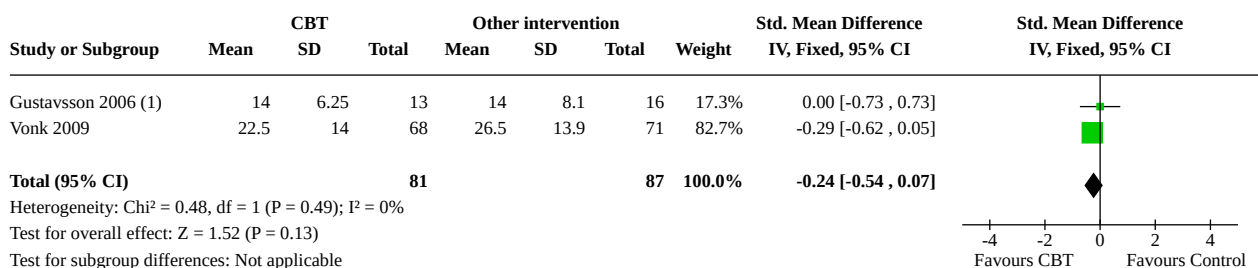 CBT Other intervention Std. Mean Difference Std. Mean Difference
Study or Subgroup Mean SD Total Mean SD Total Weight IV, Fixed, 95% CI IV, Fixed, 95% CI
Gustavsson 2006 (1) 14 6.25 13 14 8.1 16 17.3% 0.00 [-0.73 , 0.73]
Vonk 2009 22.5 14 68 26.5 13.9 71 82.7% -0.29 [-0.62 , 0.05]
Total (95% CI) 81 87 100.0% -0.24 [-0.54 , 0.07]
Heterogeneity: Chi² = 0.48, df = 1 (P = 0.49); I² = 0%
Test for overall effect: Z = 1.52 (P = 0.13)
-4 -2 0 2 4
Test for subgroup differences: Not applicable Favours CBT Favours Control